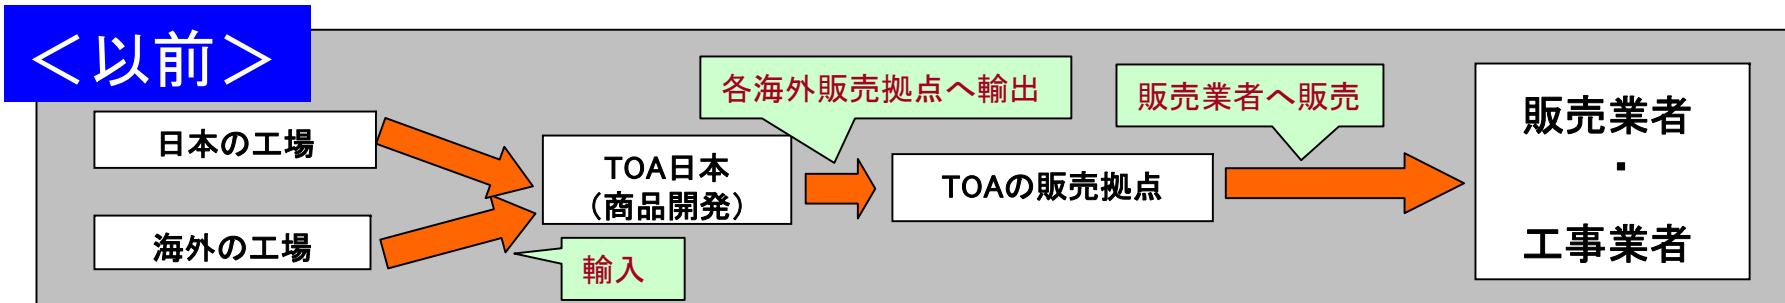 ＜以前＞
各海外販売拠点へ輸出
販売業者へ販売
日本の工場
海外の工場
輸入
TOA日本
（商品開発）
TOAの販売拠点
販売業者
・
工事業者